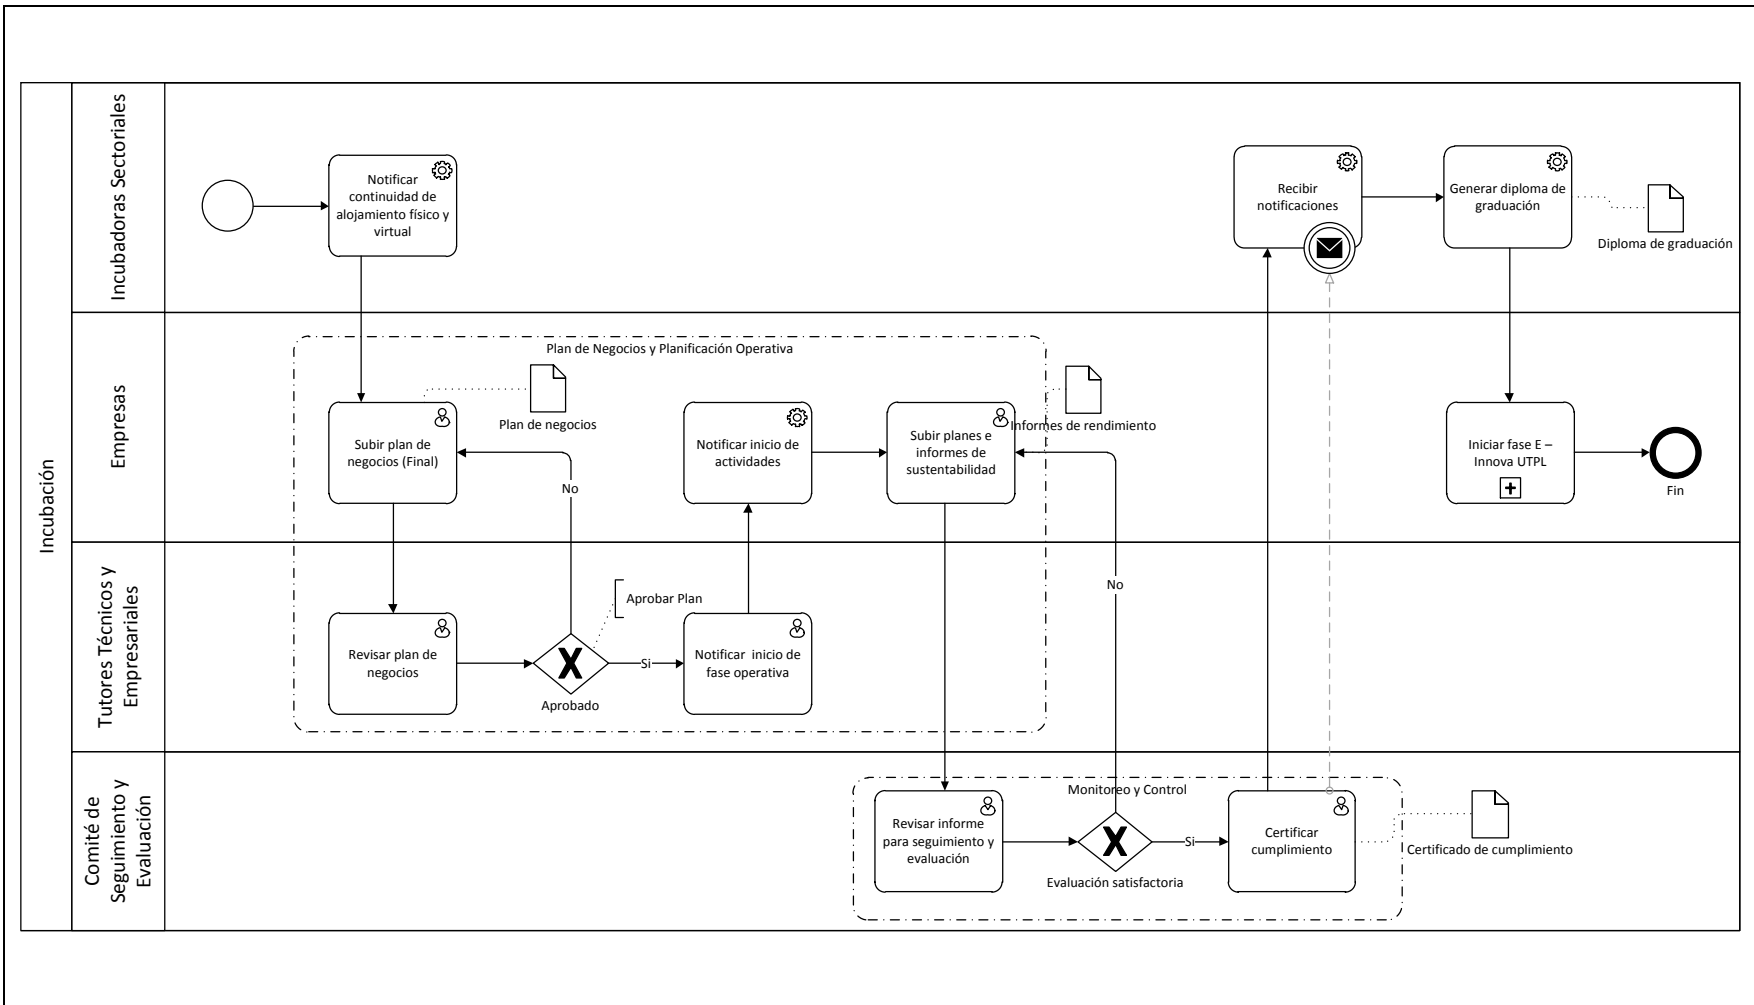 Incubación
Incubadoras Sectoriales
Notificar
continuidad de
alojamiento físico y
virtual
Recibir
notificaciones
Generar diploma de
graduación
Diploma de graduación
Empresas
Plan de Negocios y Planificación Operativa
Plan de negocios
Informes de rendimiento
Subir plan de
negocios (Final)
Notificar inicio de
actividades
Subir planes e
informes de
sustentabilidad
Iniciar fase E –
Innova UTPL
Fin
No
Tutores Técnicos y
Empresariales
No
Aprobar Plan
Revisar plan de
negocios
X
Aprobado
Si
Notificar inicio de
fase operativa
Comité de
Seguimiento y
Evaluación
Monitoreo y Control
Revisar informe
para seguimiento y
evaluación
X
Evaluación satisfactoria
Si
Certificar
cumplimiento
Certificado de cumplimiento